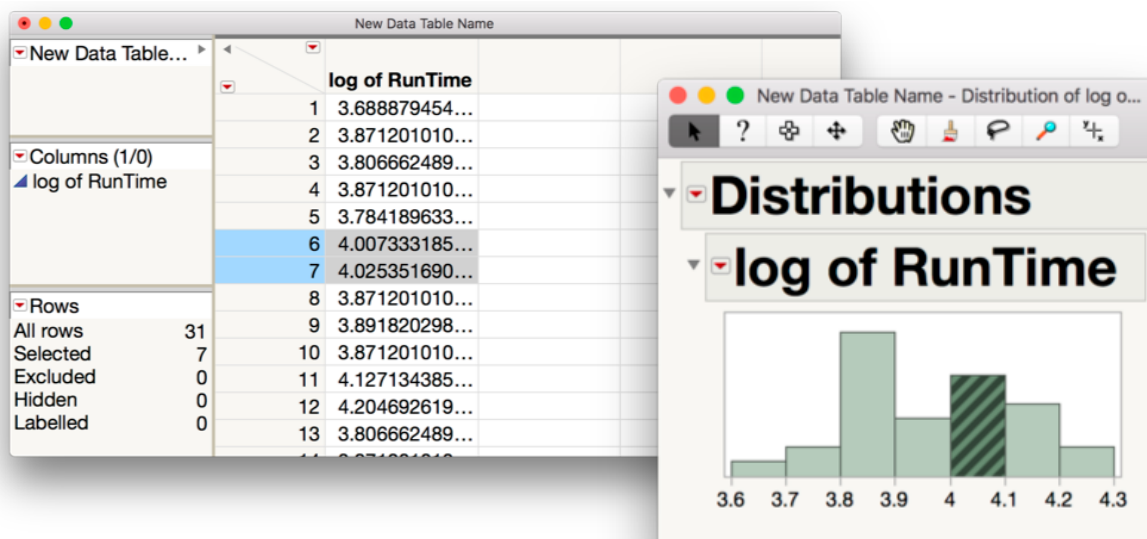 New Data Table Name
New Data Table...
log of RunTime
1 3.688879454...
2 3.871201010...
3 3.806662489...
4 3.871201010...
5 3.784189633...
6 4.007333185...
7 4.025351690...
8 3.871201010...
9 3.891820298...
10 3.871201010...
11 4.127134385...
12 4.204692619...
13 3.806662489...
Columns (1/0)
log of RunTime
Rows
All rows 31
Selected 7
Excluded 0
Hidden 0
Labelled 0
New Data Table Name - Distribution of log o...
?
Distributions
log of RunTime
3.6 3.7 3.8 3.9 4 4.1 4.2 4.3